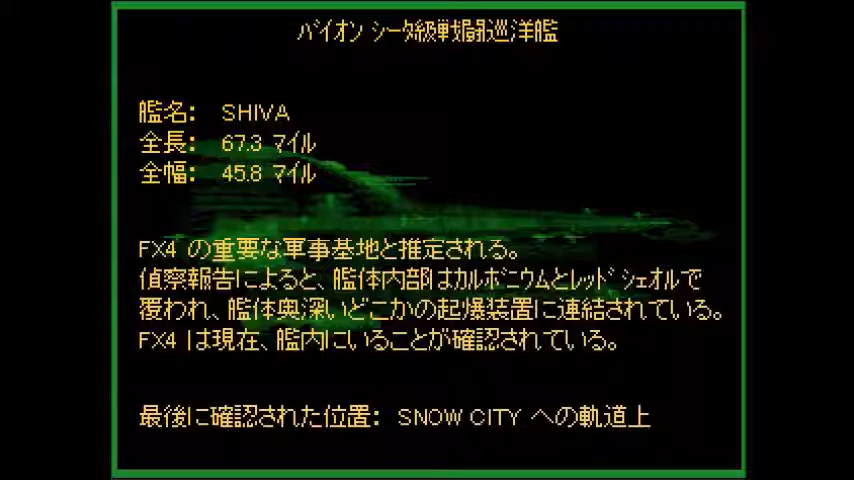 ﾊﾞｲｵﾝ ｼｰﾀ級戦闘巡洋艦
艦名: SHIVA
全長: 67.3 ﾏｲﾙ
全幅: 45.8 ﾏｲﾙ
FX4 の重要な軍事基地と推定される。
偵察報告によると、艦体内部はｶﾙﾎﾞﾆｳﾑとﾚｯﾄﾞｼｪｵﾙで
覆われ、艦体奥深いどこかの起爆装置に連結されている。
FX4 は現在、艦内にいることが確認されている。
最後に確認された位置: SNOW CITY への軌道上